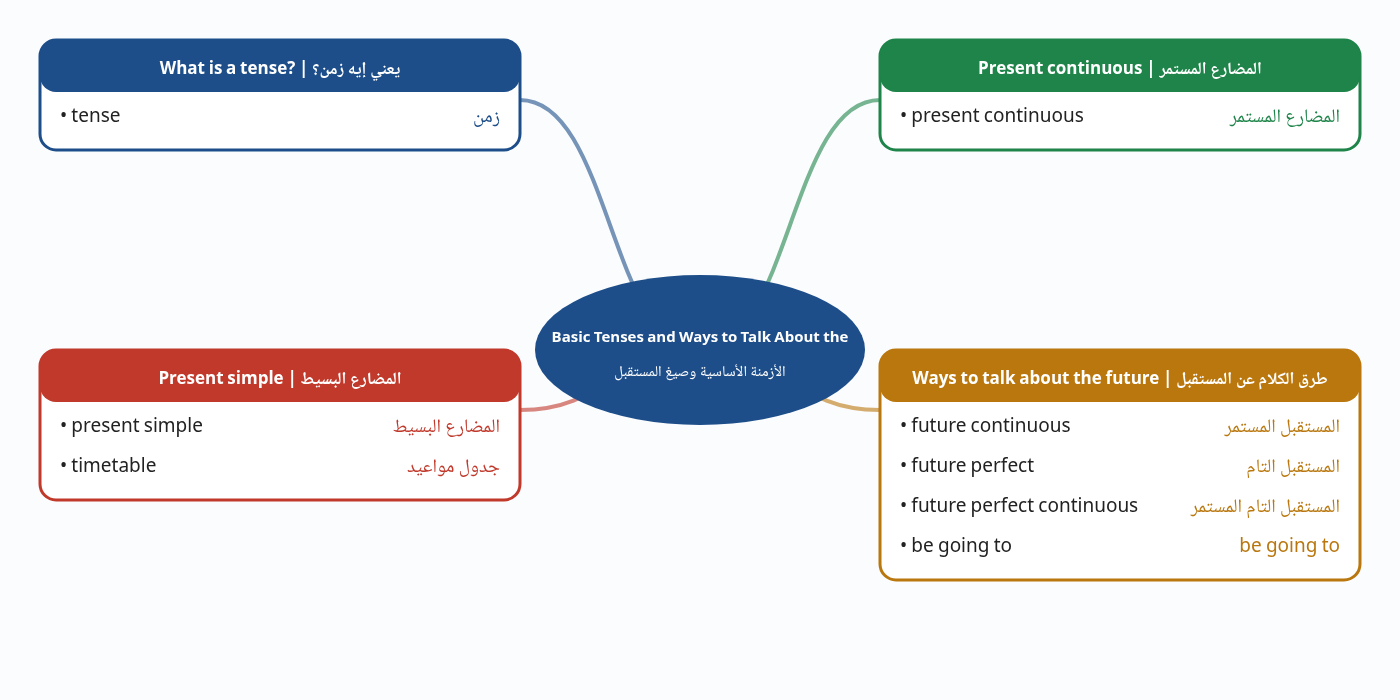 What is a tense? | يعني إيه زمن؟
• tense زمن
Present continuous | المضارع المستمر
• present continuous المضارع المستمر
Basic Tenses and Ways to Talk About the
الأزمنة الأساسية وصيغ المستقبل
Present simple | المضارع البسيط
• present simple المضارع البسيط
• timetable جدول مواعيد
Ways to talk about the future | طرق الكلام عن المستقبل
• future continuous المستقبل المستمر
• future perfect المستقبل التام
• future perfect continuous المستقبل التام المستمر
• be going to be going to